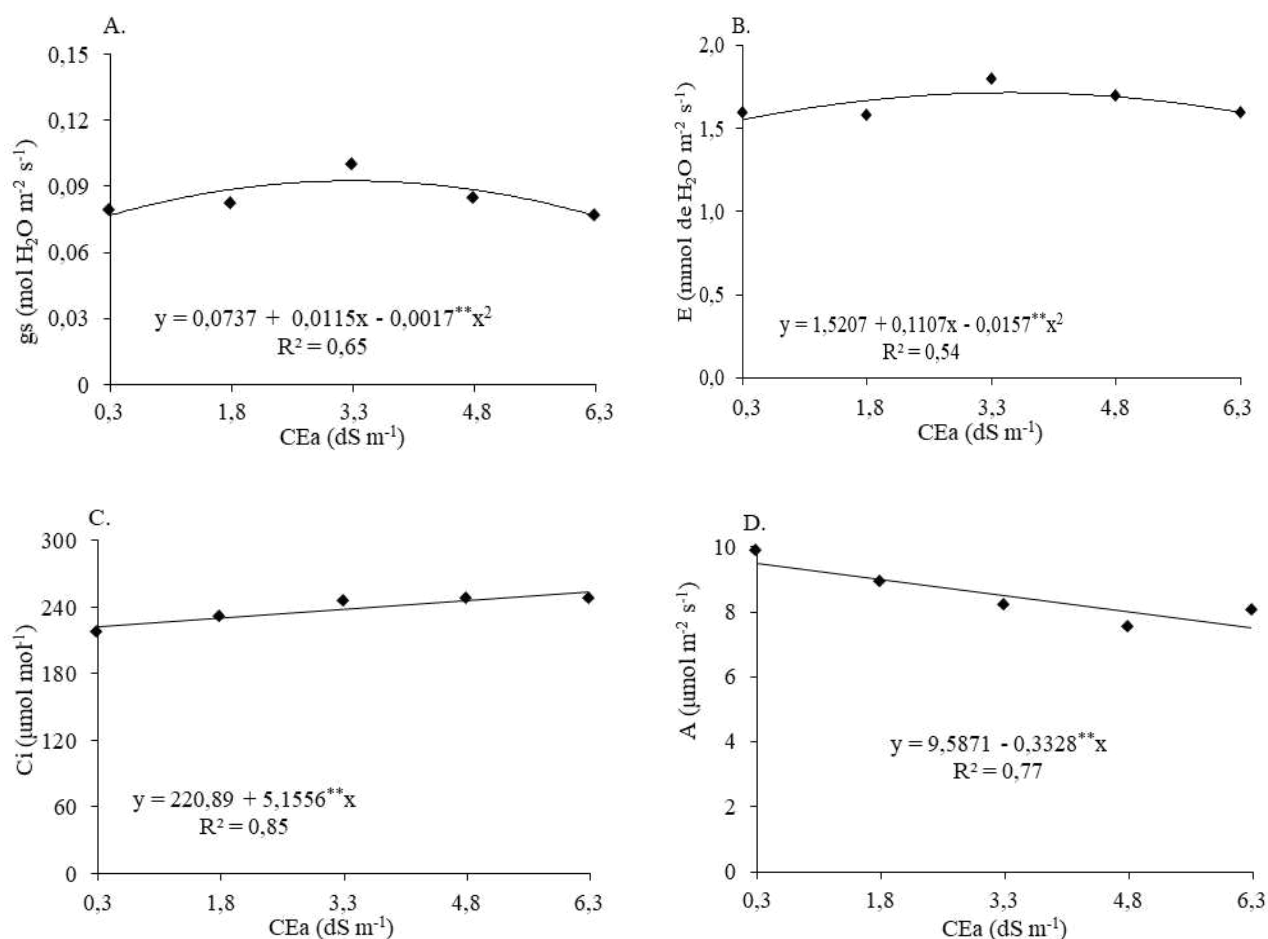 A.
0,15
0,12
0,09
0,06
0,03
0
gs (mol H₂O m⁻² s⁻¹)
y = 0,0737 + 0,0115x - 0,0017**x²
R² = 0,65
0,3 1,8 3,3 4,8 6,3
CEa (dS m⁻¹)
B.
2,0
1,5
1,0
0,5
0,0
E (mmol de H₂O m⁻² s⁻¹)
y = 1,5207 + 0,1107x - 0,0157**x²
R² = 0,54
0,3 1,8 3,3 4,8 6,3
CEa (dS m⁻¹)
C.
300
240
180
120
60
0
Ci (µmol mol⁻¹)
y = 220,89 + 5,1556**x
R² = 0,85
0,3 1,8 3,3 4,8 6,3
CEa (dS m⁻¹)
D.
10
8
6
4
2
0
A (µmol m⁻² s⁻¹)
y = 9,5871 - 0,3328**x
R² = 0,77
0,3 1,8 3,3 4,8 6,3
CEa (dS m⁻¹)